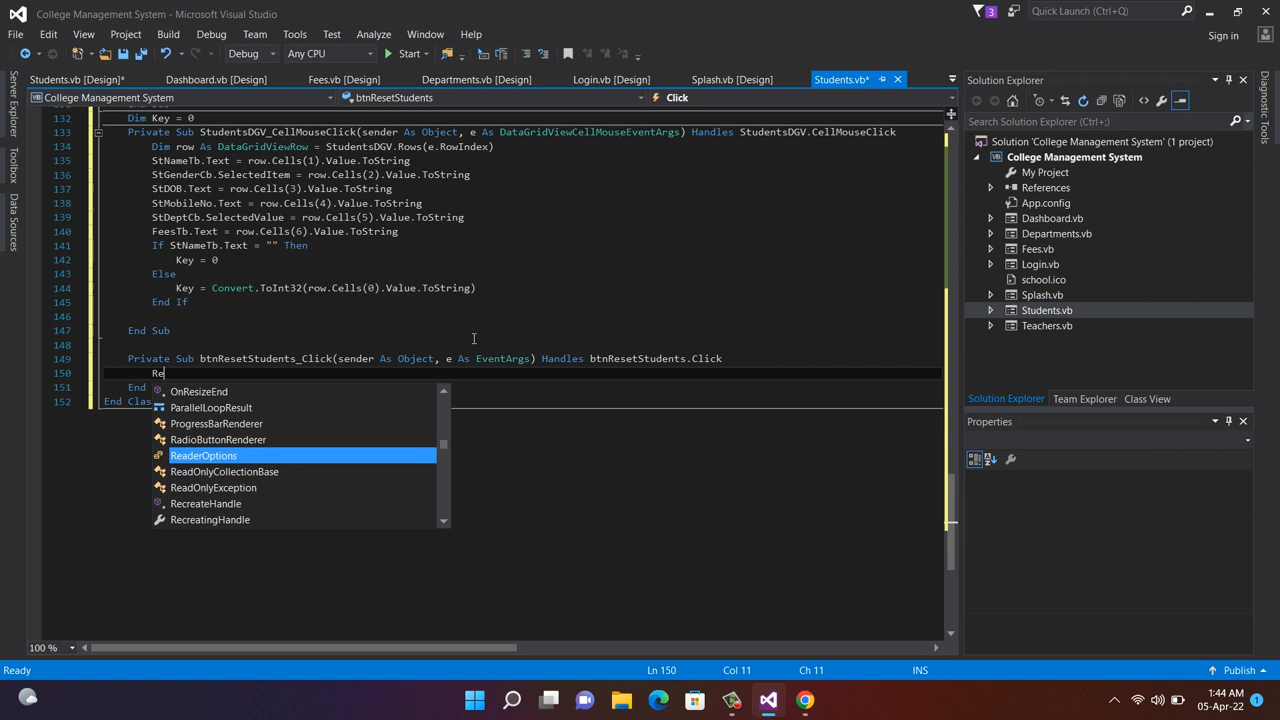 College Management System - Microsoft Visual Studio
3
Quick Launch (Ctrl+Q)
File Edit View Project Build Debug Team Tools Test Analyze Window Help
Sign in
Debug Any CPU Start
Students.vb [Design]* Dashboard.vb [Design] Fees.vb [Design] Departments.vb [Design] Login.vb [Design] Splash.vb [Design] Students.vb*
College Management System btnResetStudents Click
Server Explorer
Toolbox
Data Sources
132 Dim Key = 0
133 Private Sub StudentsDGV_CellMouseClick(sender As Object, e As DataGridViewCellMouseEventArgs) Handles StudentsDGV.CellMouseClick
134 Dim row As DataGridViewRow = StudentsDGV.Rows(e.RowIndex)
135 StNameTb.Text = row.Cells(1).Value.ToString
136 StGenderCb.SelectedItem = row.Cells(2).Value.ToString
137 StDOB.Text = row.Cells(3).Value.ToString
138 StMobileNo.Text = row.Cells(4).Value.ToString
139 StDeptCb.SelectedValue = row.Cells(5).Value.ToString
140 FeesTb.Text = row.Cells(6).Value.ToString
141 If StNameTb.Text = "" Then
142 Key = 0
143 Else
144 Key = Convert.ToInt32(row.Cells(0).Value.ToString)
145 End If
146
147 End Sub
148
149 Private Sub btnResetStudents_Click(sender As Object, e As EventArgs) Handles btnResetStudents.Click
150 Re
151 End
152 End Clas
OnResizeEnd
ParallelLoopResult
ProgressBarRenderer
RadioButtonRenderer
ReaderOptions
ReadOnlyCollectionBase
ReadOnlyException
RecreateHandle
RecreatingHandle
100 %
Solution Explorer
Search Solution Explorer (Ctrl+;)
Solution 'College Management System' (1 project)
College Management System
My Project
References
App.config
Dashboard.vb
Departments.vb
Fees.vb
Login.vb
school.ico
Splash.vb
Students.vb
Teachers.vb
Solution Explorer Team Explorer Class View
Properties
Diagnostic Tools
Ready Ln 150 Col 11 Ch 11 INS Publish
1:44 AM
05-Apr-22
1